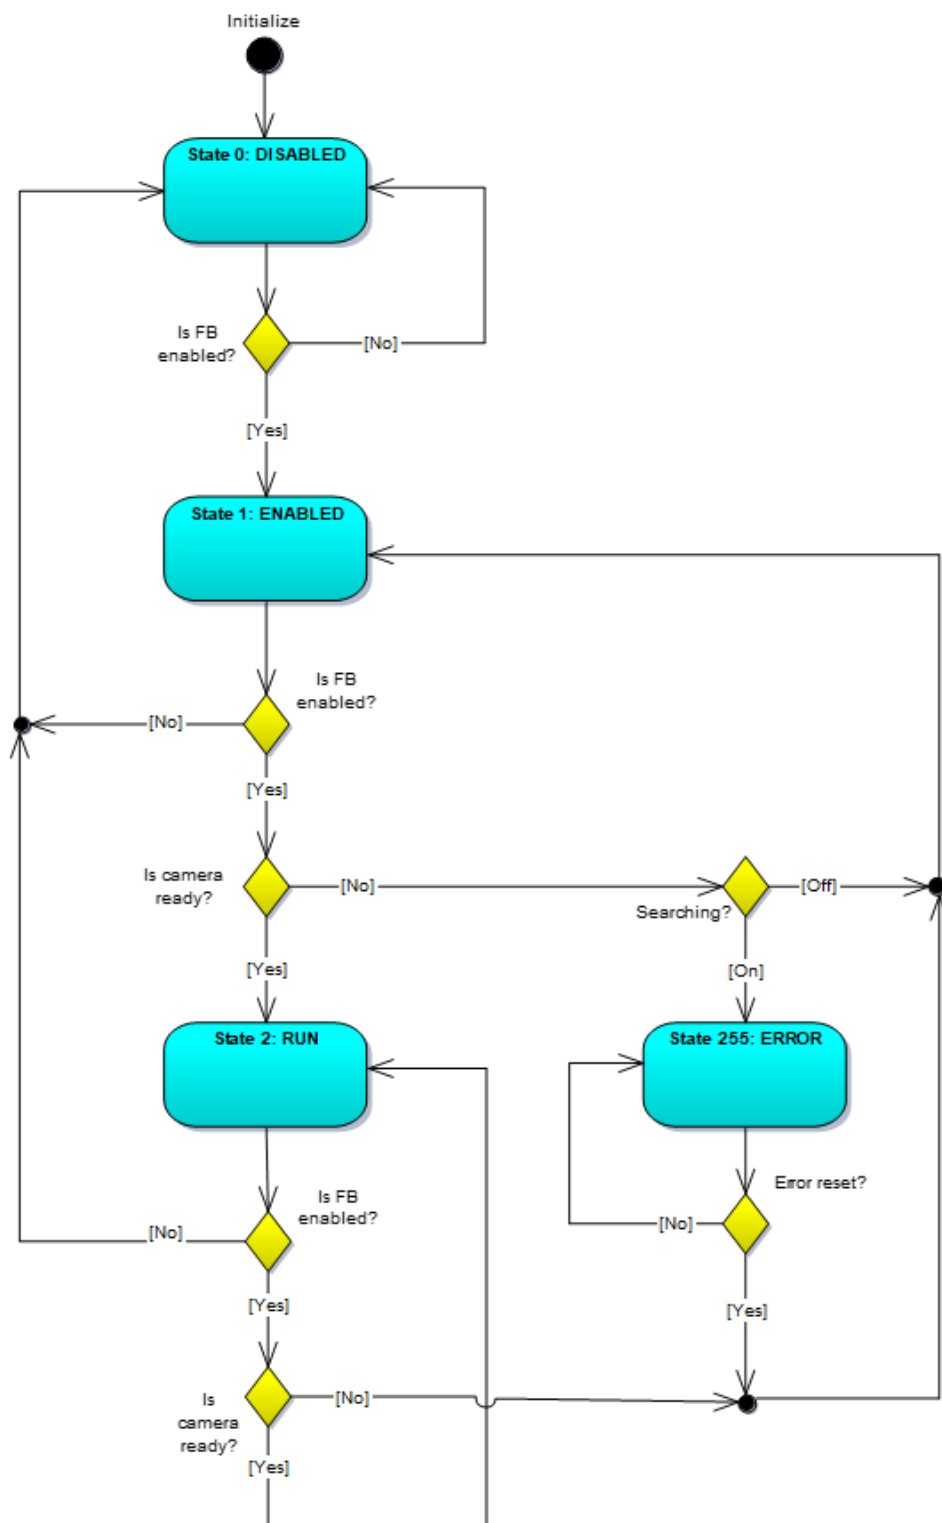 Initialize
State 0: DISABLED
Is FB
enabled?
[No]
[Yes]
State 1: ENABLED
Is FB
enabled?
[No]
[Yes]
Is camera
ready?
[No]
Searching?
[Off]
[Yes]
[On]
State 2: RUN
State 255: ERROR
Is FB
enabled?
Error reset?
[No]
[No]
[Yes]
[Yes]
Is
camera
ready?
[No]
[Yes]